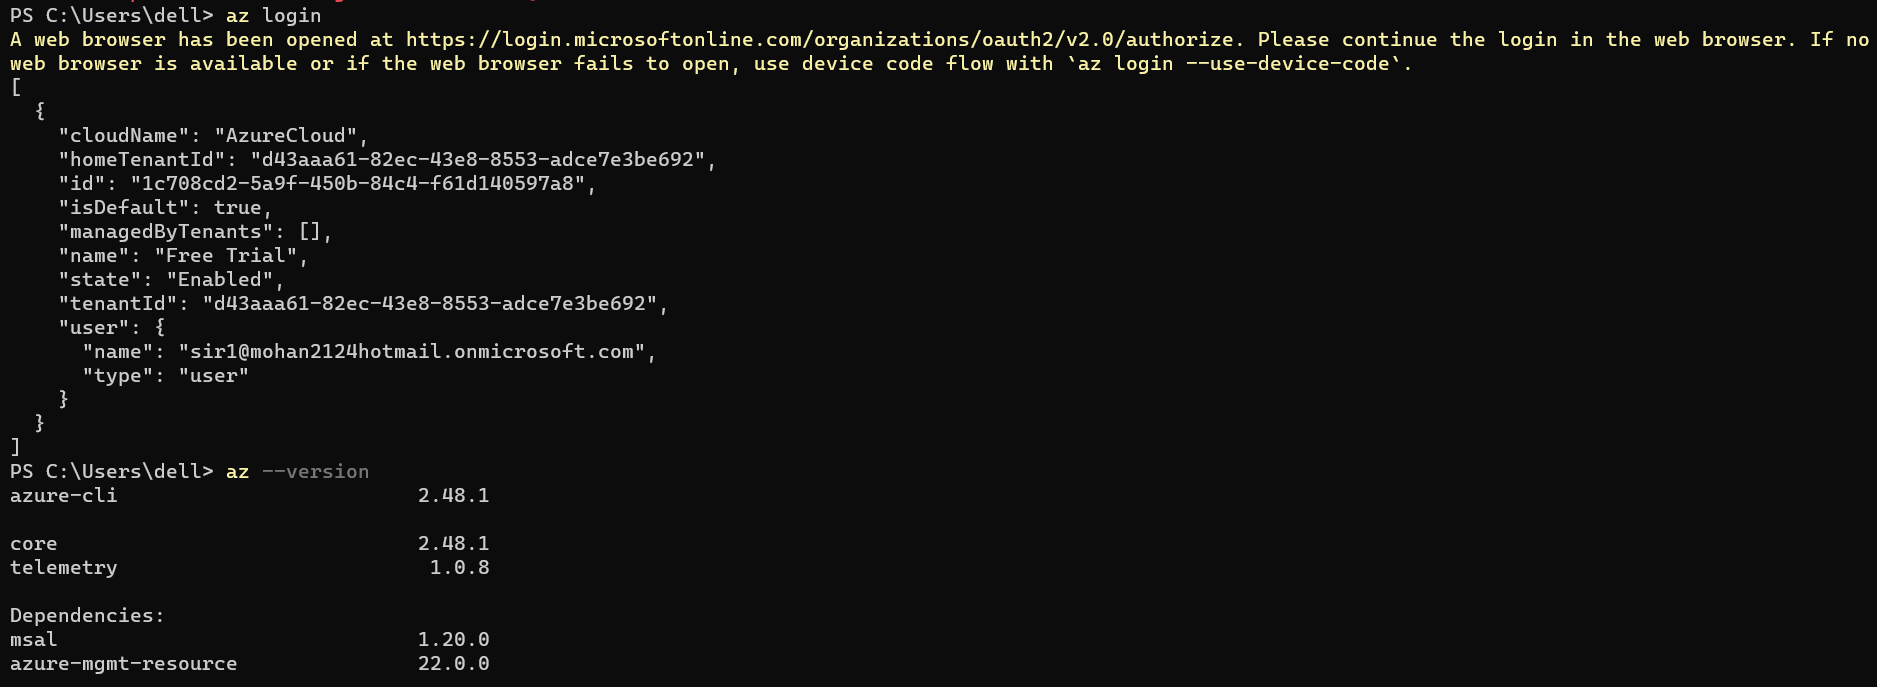 PS C:\Users\dell> az login
A web browser has been opened at https://login.microsoftonline.com/organizations/oauth2/v2.0/authorize. Please continue the login in the web browser. If no
web browser is available or if the web browser fails to open, use device code flow with `az login --use-device-code`.
[
  {
    "cloudName": "AzureCloud",
    "homeTenantId": "d43aaa61-82ec-43e8-8553-adce7e3be692",
    "id": "1c708cd2-5a9f-450b-84c4-f61d140597a8",
    "isDefault": true,
    "managedByTenants": [],
    "name": "Free Trial",
    "state": "Enabled",
    "tenantId": "d43aaa61-82ec-43e8-8553-adce7e3be692",
    "user": {
      "name": "sir1@mohan2124hotmail.onmicrosoft.com",
      "type": "user"
    }
  }
]
PS C:\Users\dell> az --version
azure-cli                         2.48.1

core                              2.48.1
telemetry                          1.0.8

Dependencies:
msal                              1.20.0
azure-mgmt-resource               22.0.0